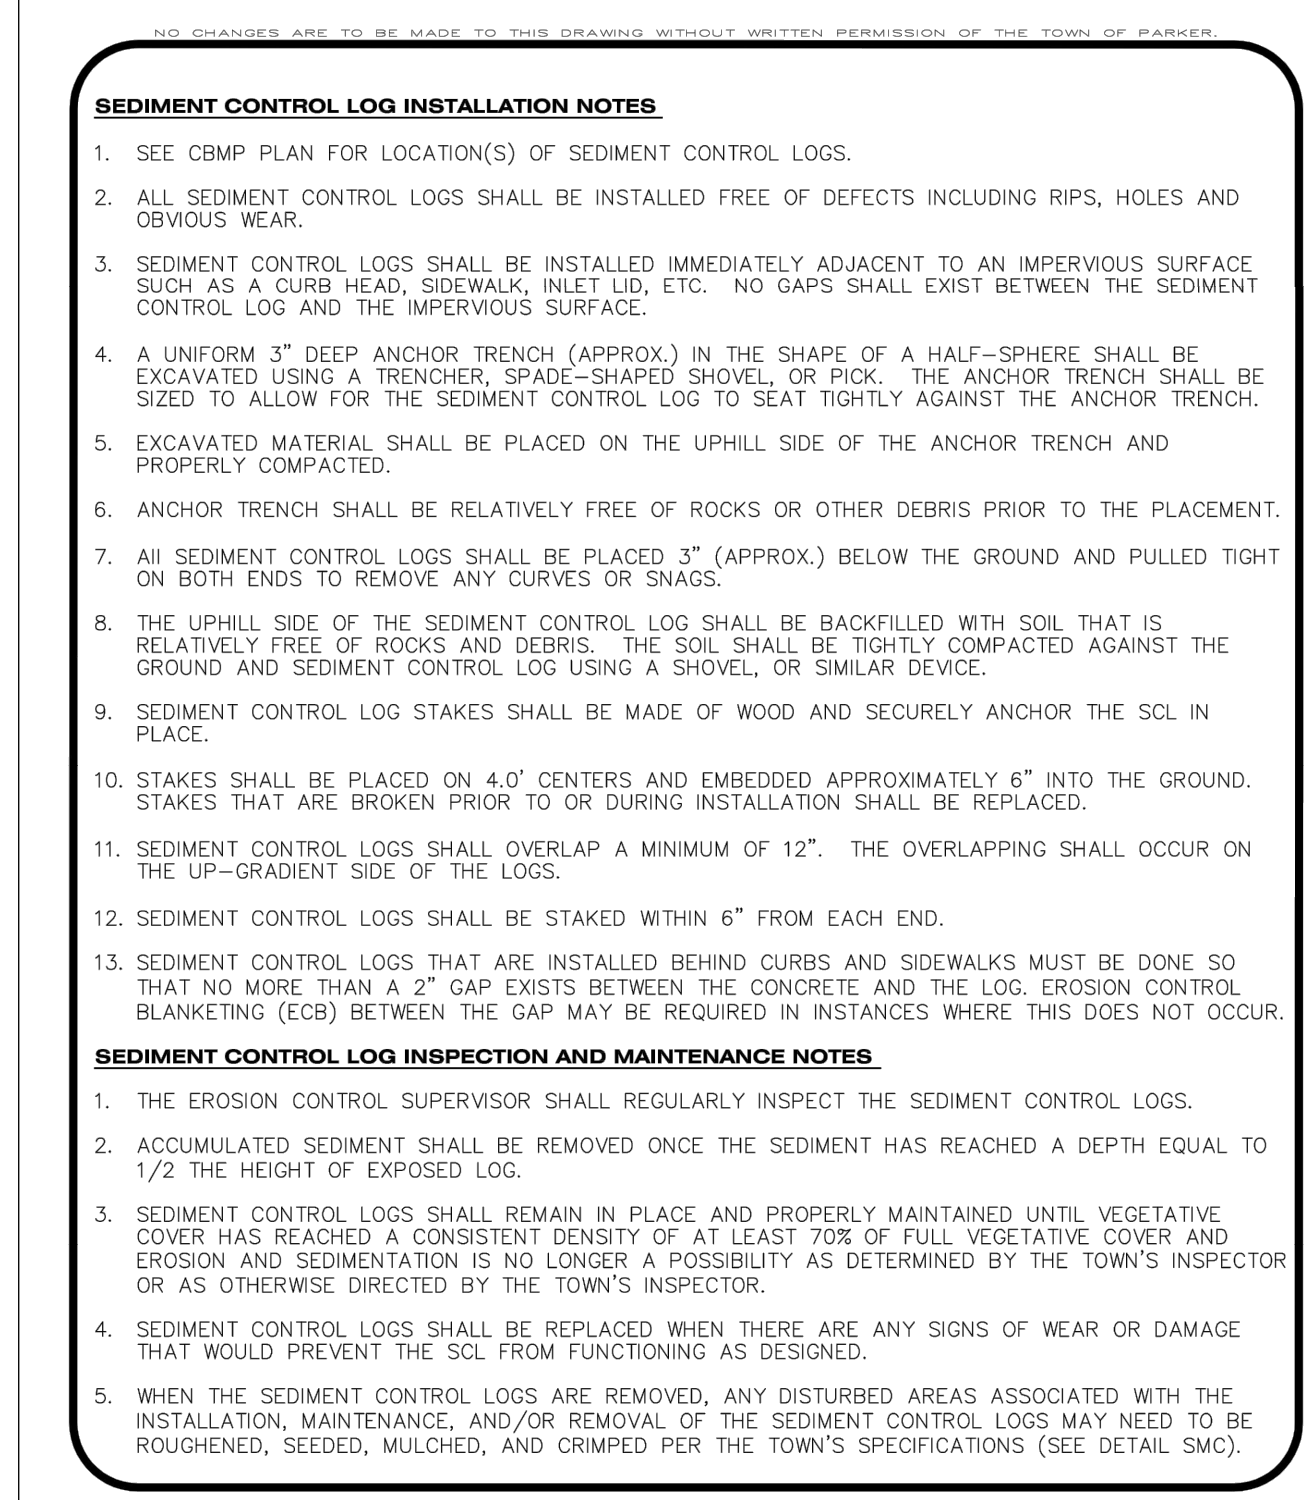 NO CHANGES ARE TO BE MADE TO THIS DRAWING WITHOUT WRITTEN PERMISSION OF THE TOWN OF PARKER.
SEDIMENT CONTROL LOG INSTALLATION NOTES
1. SEE CBMP PLAN FOR LOCATION(S) OF SEDIMENT CONTROL LOGS.
2. ALL SEDIMENT CONTROL LOGS SHALL BE INSTALLED FREE OF DEFECTS INCLUDING RIPS, HOLES AND
OBVIOUS WEAR.
3. SEDIMENT CONTROL LOGS SHALL BE INSTALLED IMMEDIATELY ADJACENT TO AN IMPERVIOUS SURFACE
SUCH AS A CURB HEAD, SIDEWALK, INLET LID, ETC. NO GAPS SHALL EXIST BETWEEN THE SEDIMENT
CONTROL LOG AND THE IMPERVIOUS SURFACE.
4. A UNIFORM 3" DEEP ANCHOR TRENCH (APPROX.) IN THE SHAPE OF A HALF-SPHERE SHALL BE
EXCAVATED USING A TRENCHER, SPADE-SHAPED SHOVEL, OR PICK. THE ANCHOR TRENCH SHALL BE
SIZED TO ALLOW FOR THE SEDIMENT CONTROL LOG TO SEAT TIGHTLY AGAINST THE ANCHOR TRENCH.
5. EXCAVATED MATERIAL SHALL BE PLACED ON THE UPHILL SIDE OF THE ANCHOR TRENCH AND
PROPERLY COMPACTED.
6. ANCHOR TRENCH SHALL BE RELATIVELY FREE OF ROCKS OR OTHER DEBRIS PRIOR TO THE PLACEMENT.
7. All SEDIMENT CONTROL LOGS SHALL BE PLACED 3" (APPROX.) BELOW THE GROUND AND PULLED TIGHT
ON BOTH ENDS TO REMOVE ANY CURVES OR SNAGS.
8. THE UPHILL SIDE OF THE SEDIMENT CONTROL LOG SHALL BE BACKFILLED WITH SOIL THAT IS
RELATIVELY FREE OF ROCKS AND DEBRIS. THE SOIL SHALL BE TIGHTLY COMPACTED AGAINST THE
GROUND AND SEDIMENT CONTROL LOG USING A SHOVEL, OR SIMILAR DEVICE.
9. SEDIMENT CONTROL LOG STAKES SHALL BE MADE OF WOOD AND SECURELY ANCHOR THE SCL IN
PLACE.
10. STAKES SHALL BE PLACED ON 4.0' CENTERS AND EMBEDDED APPROXIMATELY 6" INTO THE GROUND.
STAKES THAT ARE BROKEN PRIOR TO OR DURING INSTALLATION SHALL BE REPLACED.
11. SEDIMENT CONTROL LOGS SHALL OVERLAP A MINIMUM OF 12". THE OVERLAPPING SHALL OCCUR ON
THE UP-GRADIENT SIDE OF THE LOGS.
12. SEDIMENT CONTROL LOGS SHALL BE STAKED WITHIN 6" FROM EACH END.
13. SEDIMENT CONTROL LOGS THAT ARE INSTALLED BEHIND CURBS AND SIDEWALKS MUST BE DONE SO
THAT NO MORE THAN A 2" GAP EXISTS BETWEEN THE CONCRETE AND THE LOG. EROSION CONTROL
BLANKETING (ECB) BETWEEN THE GAP MAY BE REQUIRED IN INSTANCES WHERE THIS DOES NOT OCCUR.
SEDIMENT CONTROL LOG INSPECTION AND MAINTENANCE NOTES
1. THE EROSION CONTROL SUPERVISOR SHALL REGULARLY INSPECT THE SEDIMENT CONTROL LOGS.
2. ACCUMULATED SEDIMENT SHALL BE REMOVED ONCE THE SEDIMENT HAS REACHED A DEPTH EQUAL TO
1/2 THE HEIGHT OF EXPOSED LOG.
3. SEDIMENT CONTROL LOGS SHALL REMAIN IN PLACE AND PROPERLY MAINTAINED UNTIL VEGETATIVE
COVER HAS REACHED A CONSISTENT DENSITY OF AT LEAST 70% OF FULL VEGETATIVE COVER AND
EROSION AND SEDIMENTATION IS NO LONGER A POSSIBILITY AS DETERMINED BY THE TOWN'S INSPECTOR
OR AS OTHERWISE DIRECTED BY THE TOWN'S INSPECTOR.
4. SEDIMENT CONTROL LOGS SHALL BE REPLACED WHEN THERE ARE ANY SIGNS OF WEAR OR DAMAGE
THAT WOULD PREVENT THE SCL FROM FUNCTIONING AS DESIGNED.
5. WHEN THE SEDIMENT CONTROL LOGS ARE REMOVED, ANY DISTURBED AREAS ASSOCIATED WITH THE
INSTALLATION, MAINTENANCE, AND/OR REMOVAL OF THE SEDIMENT CONTROL LOGS MAY NEED TO BE
ROUGHENED, SEEDED, MULCHED, AND CRIMPED PER THE TOWN'S SPECIFICATIONS (SEE DETAIL SMC).